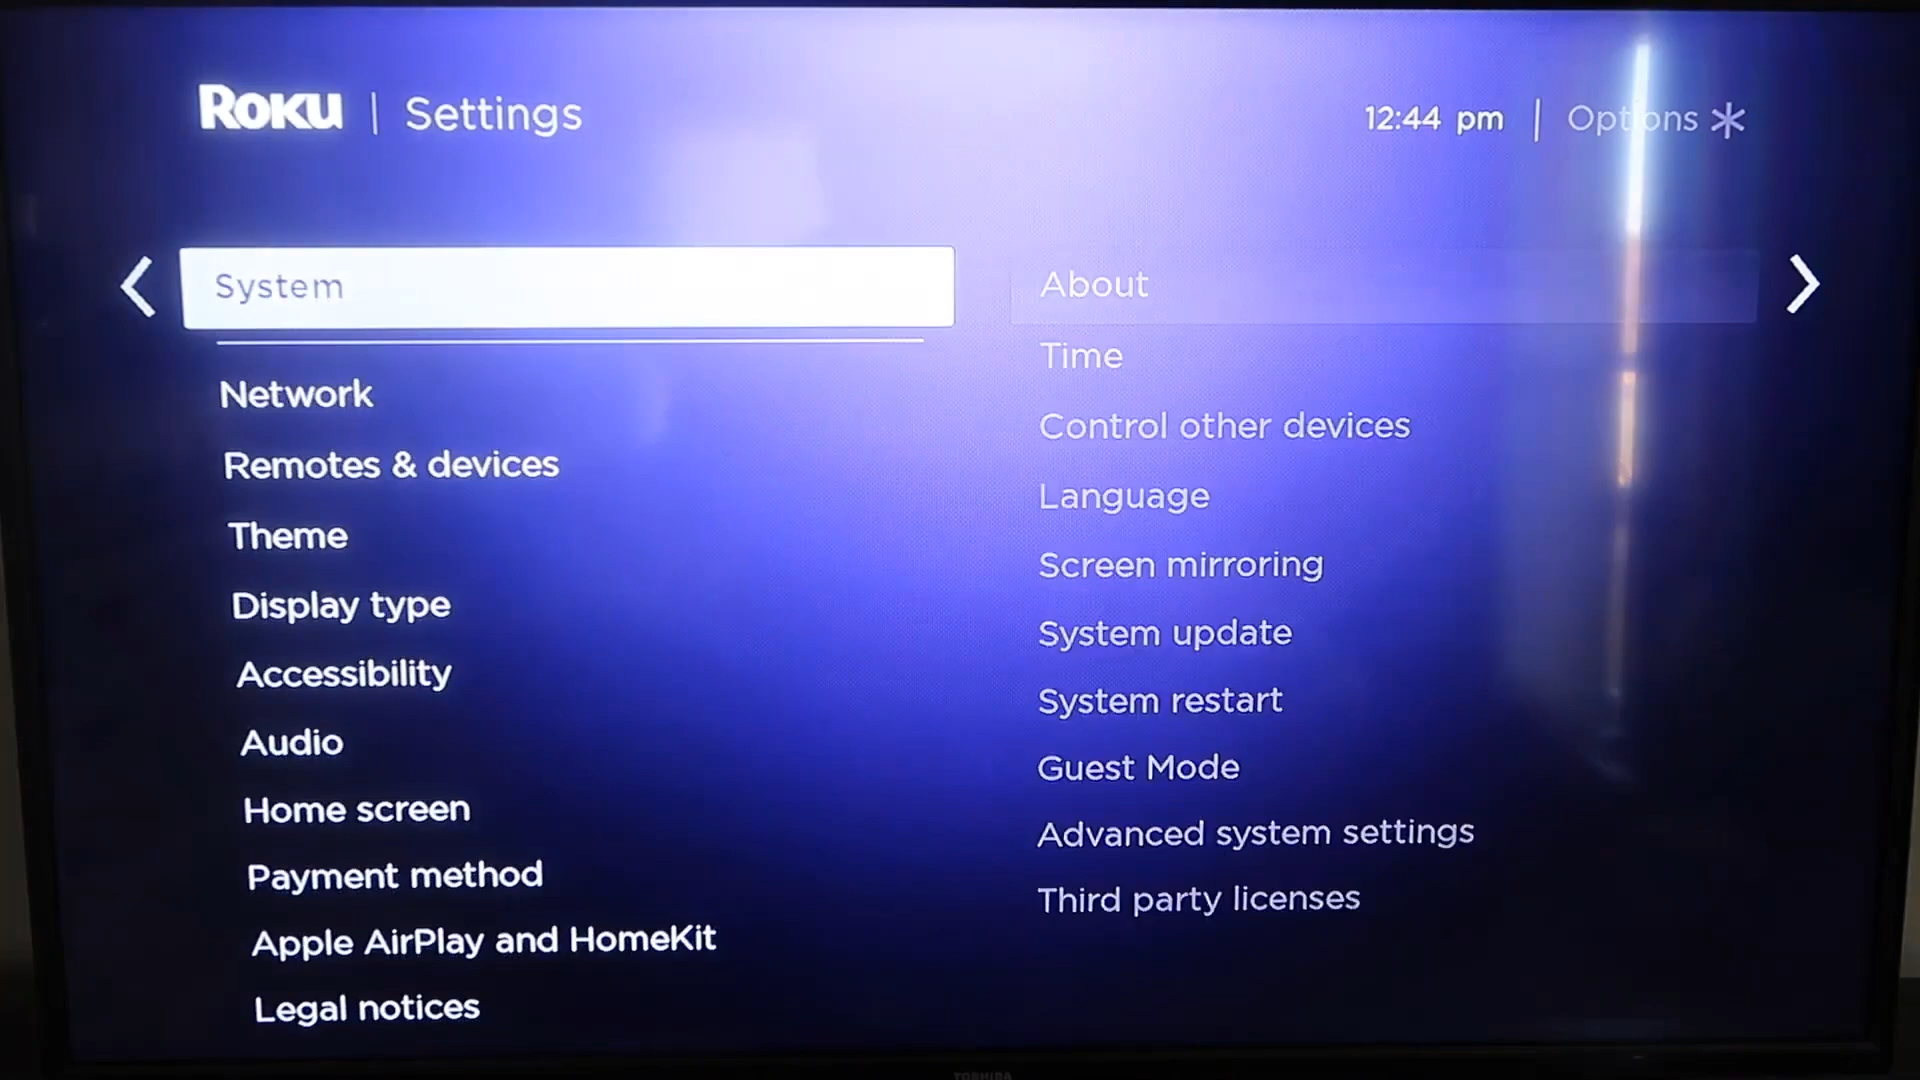 Roku | Settings
12:44 pm | Options
System
Network
Remotes & devices
Theme
Display type
Accessibility
Audio
Home screen
Payment method
Apple AirPlay and HomeKit
Legal notices
About
Time
Control other devices
Language
Screen mirroring
System update
System restart
Guest Mode
Advanced system settings
Third party licenses
TOSHIBA